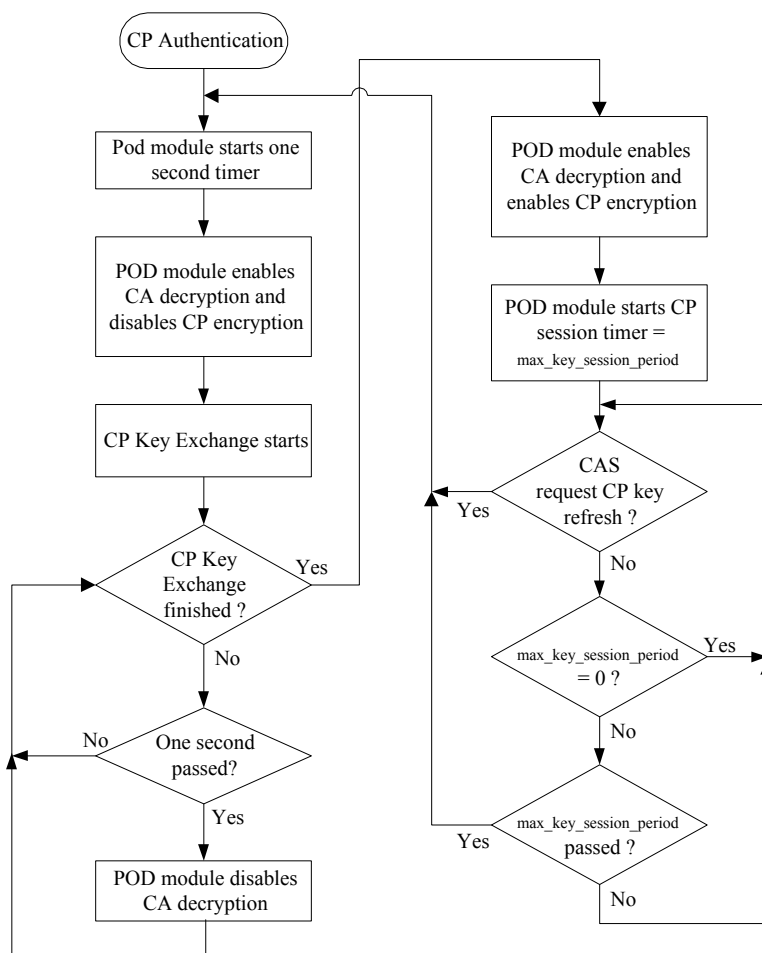 CP Authentication
Pod module starts one
second timer
POD module enables
CA decryption and
disables CP encryption
CP Key Exchange starts
CP Key
Exchange
finished ?
Yes
No
One second
passed?
No
Yes
POD module disables
CA decryption
POD module enables
CA decryption and
enables CP encryption
POD module starts CP
session timer =
max_key_session_period
CAS
request CP key
refresh ?
Yes
No
max_key_session_period
= 0 ?
Yes
No
max_key_session_period
passed ?
Yes
No